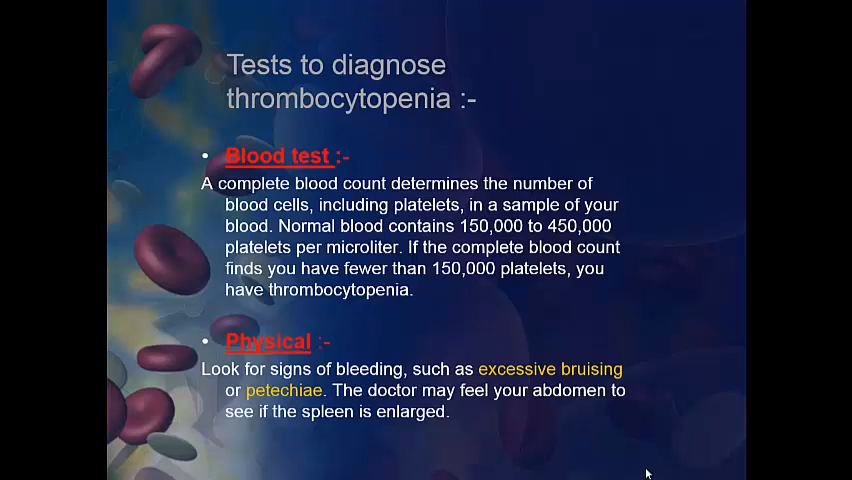 Tests to diagnose
thrombocytopenia :-
• Blood test :-
A complete blood count determines the number of
blood cells, including platelets, in a sample of your
blood. Normal blood contains 150,000 to 450,000
platelets per microliter. If the complete blood count
finds you have fewer than 150,000 platelets, you
have thrombocytopenia.
• Physical :-
Look for signs of bleeding, such as excessive bruising
or petechiae. The doctor may feel your abdomen to
see if the spleen is enlarged.